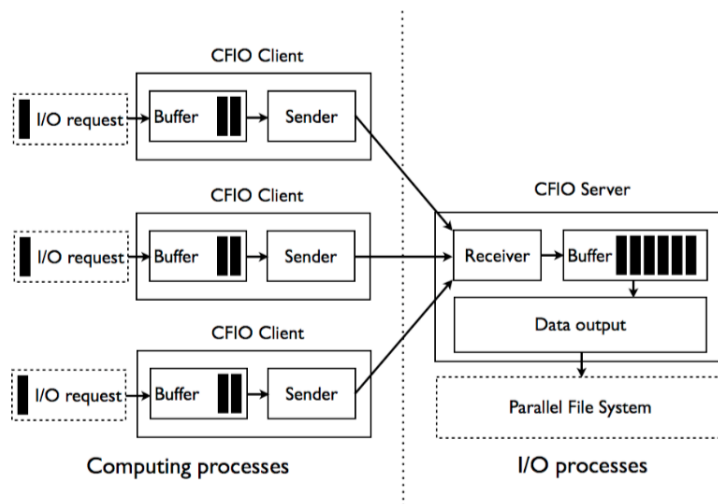 CFIO Client
I/O request
Buffer
Sender
CFIO Client
I/O request
Buffer
Sender
CFIO Client
I/O request
Buffer
Sender
Computing processes
CFIO Server
Receiver
Buffer
Data output
Parallel File System
I/O processes